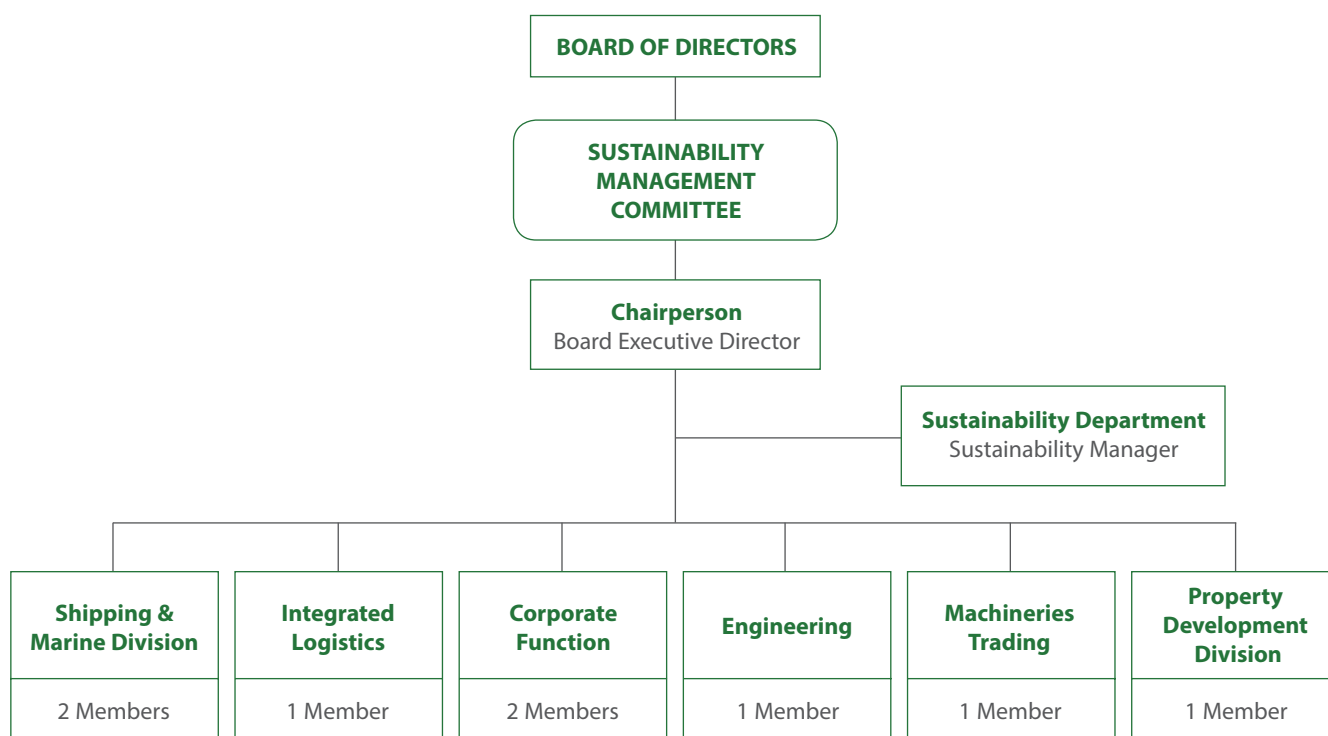 BOARD OF DIRECTORS
SUSTAINABILITY
MANAGEMENT
COMMITTEE
Chairperson
Board Executive Director
Sustainability Department
Sustainability Manager
Shipping &
Marine Division
2 Members
Integrated
Logistics
1 Member
Corporate
Function
2 Members
Engineering
1 Member
Machineries
Trading
1 Member
Property
Development
Division
1 Member